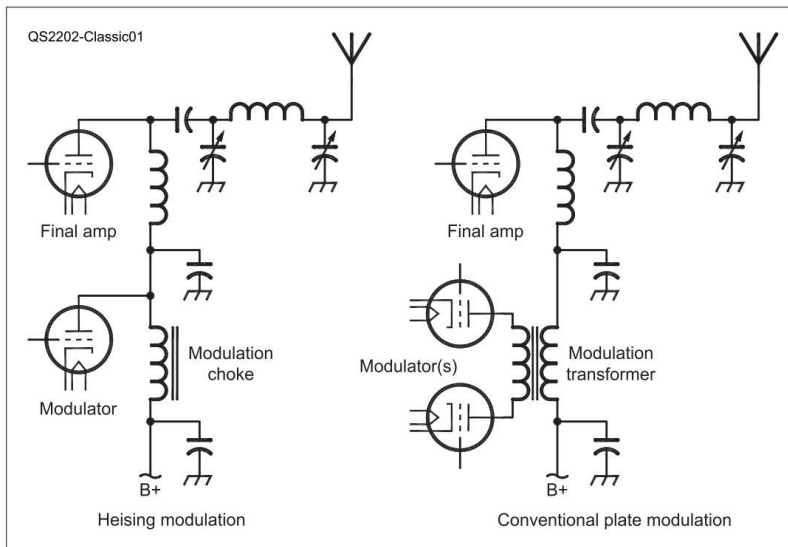 QS2202-Classic01
Final amp
Modulation
choke
Modulator
B+
Heising modulation
Final amp
Modulator(s)
Modulation
transformer
B+
Conventional plate modulation